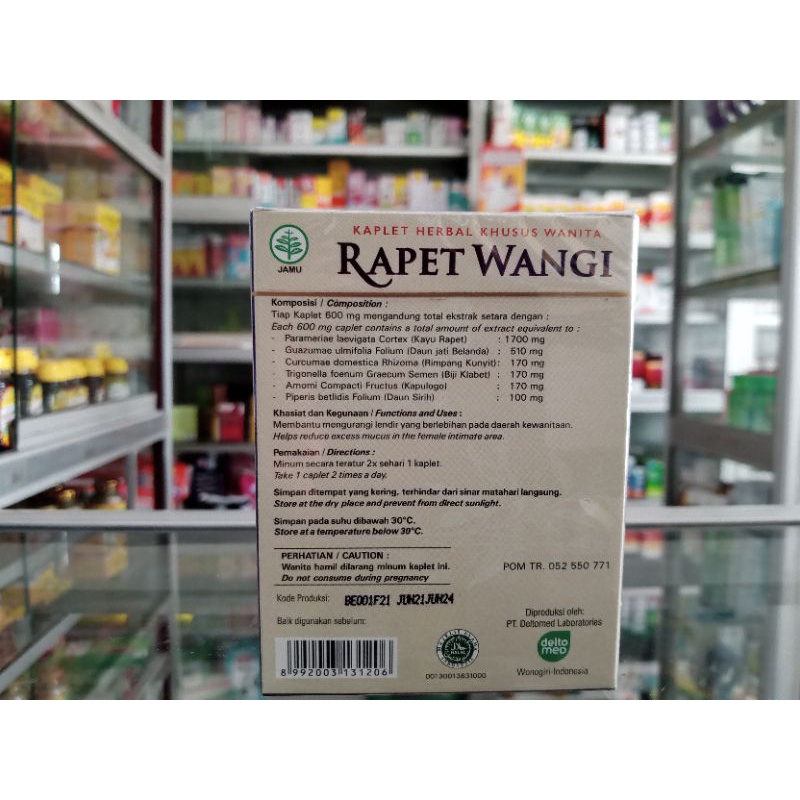 KAPLET HERBAL KHUSUS WANITA
RAPET WANGI
JAMU
Komposisi / Composition :
Tiap Kaplet 600 mg mengandung total ekstrak setara dengan :
Each 600 mg caplet contains a total amount of extract equivalent to :
- Parameriae laevigata Cortex (Kayu Rapet) : 1700 mg
- Guazumae ulmifolia Folium (Daun jati Belanda) : 510 mg
- Curcumae domestica Rhizoma (Rimpang Kunyit) : 170 mg
- Trigonella foenum Graecum Semen (Biji Klabet) : 170 mg
- Amomi Compacti Fructus (Kapulogo) : 170 mg
- Piperis betlidis Folium (Daun Sirih) : 100 mg
Khasiat dan Kegunaan / Functions and Uses :
Membantu mengurangi lendir yang berlebihan pada daerah kewanitaan.
Helps reduce excess mucus in the female intimate area.
Pemakaian / Directions :
Minum secara teratur 2x sehari 1 kaplet.
Take 1 caplet 2 times a day.
Simpan ditempat yang kering, terhindar dari sinar matahari langsung.
Store at the dry place and prevent from direct sunlight.
Simpan pada suhu dibawah 30°C.
Store at a temperature below 30°C.
PERHATIAN / CAUTION :
Wanita hamil dilarang minum kaplet ini.
Do not consume during pregnancy
POM TR. 052 550 771
Kode Produksi: BE001F21 JUN21JUN24
Baik digunakan sebelum:
Diproduksi oleh:
PT. Deltomed Laboratories
delto med
Wonogiri-Indonesia
8 992003 131206
HALAL
00130013831000